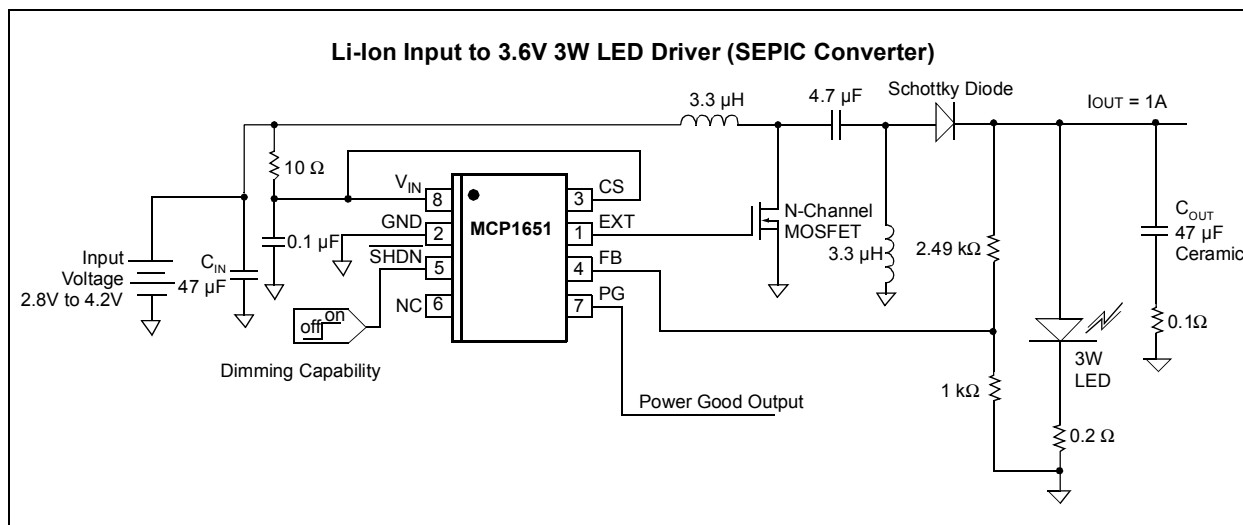 Li-Ion Input to 3.6V 3W LED Driver (SEPIC Converter)
Schottky Diode
3.3 µH
4.7 µF
IOUT = 1A
10 Ω
VIN
8
3
CS
GND
2
MCP1651
1
EXT
N-Channel
MOSFET
COUT
47 µF
Ceramic
0.1 µF
SHDN
5
4
FB
3.3 µH
2.49 kΩ
Input
Voltage
2.8V to 4.2V
CIN
47 µF
NC
6
7
PG
off
on
0.1Ω
Dimming Capability
3W
LED
1 kΩ
Power Good Output
0.2 Ω